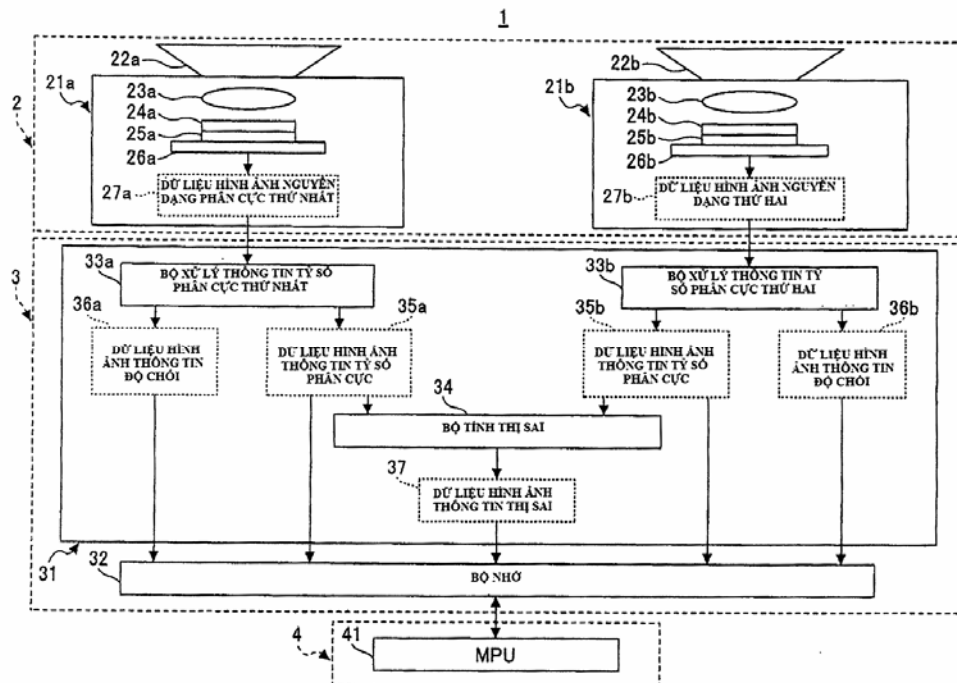 1
22a
22b
21a
21b
23a
23b
2
24a
24b
25a
25b
26a
26b
27a
DỮ LIỆU HÌNH ẢNH NGUYÊN
DẠNG PHÂN CỰC THỨ NHẤT
27b
DỮ LIỆU HÌNH ẢNH NGUYÊN
DẠNG THỨ HAI
3
33a
BỘ XỬ LÝ THÔNG TIN TỶ SỐ
PHÂN CỰC THỨ NHẤT
33b
BỘ XỬ LÝ THÔNG TIN TỶ
SỐ PHÂN CỰC THỨ HAI
36a
35a
35b
36b
DỮ LIỆU HÌNH
ẢNH THÔNG TIN
ĐỘ CHÓI
DỮ LIỆU HÌNH ẢNH
THÔNG TIN TỶ SỐ
PHÂN CỰC
DỮ LIỆU HÌNH ẢNH
THÔNG TIN TỶ SỐ
PHÂN CỰC
DỮ LIỆU HÌNH
ẢNH THÔNG TIN
ĐỘ CHÓI
34
BỘ TÍNH THỊ SAI
37
DỮ LIỆU HÌNH ẢNH
THÔNG TIN THỊ SAI
31
32
BỘ NHỚ
4
41
MPU